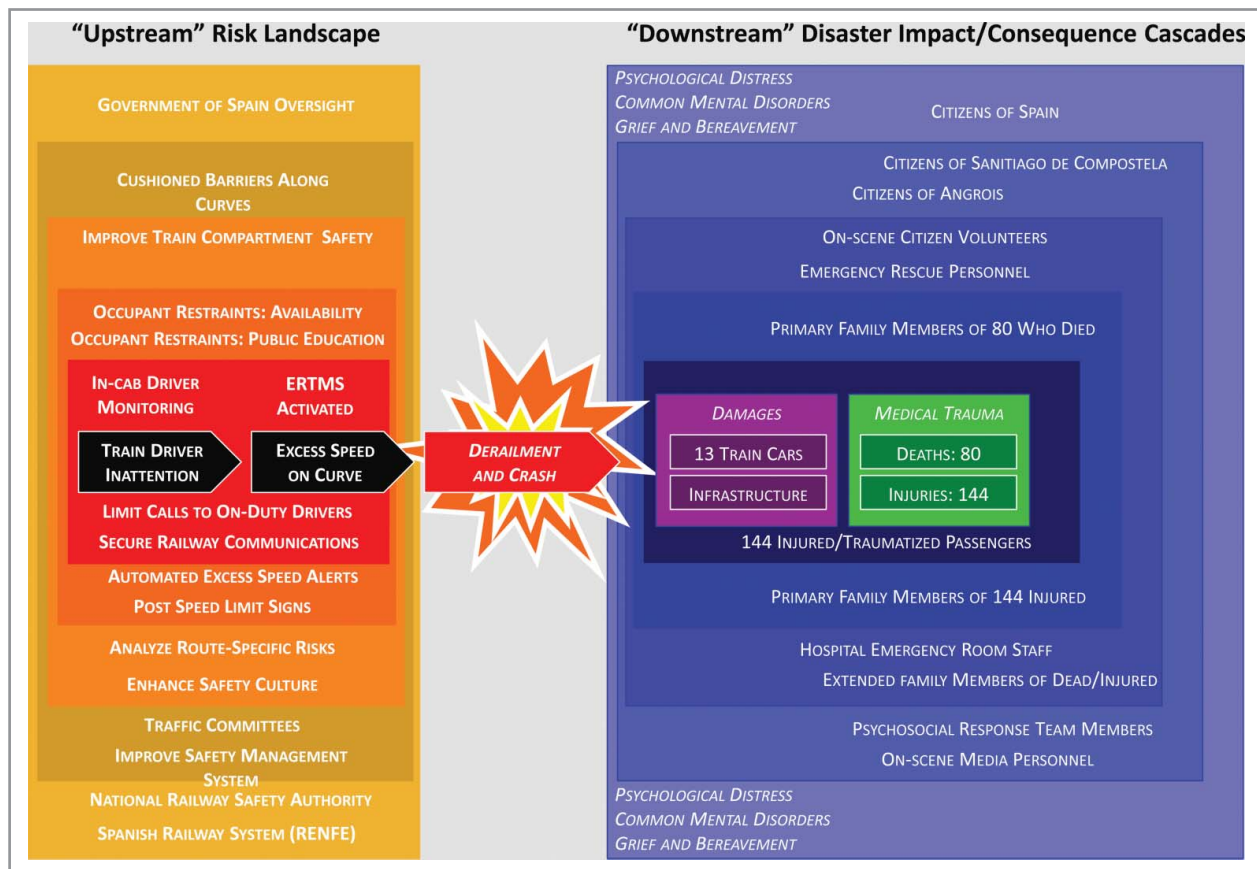 “Upstream” Risk Landscape
“Downstream” Disaster Impact/Consequence Cascades
Government of Spain Oversight
Cushioned Barriers Along
Curves
Improve Train Compartment Safety
Occupant Restraints: Availability
Occupant Restraints: Public Education
In-cab Driver
Monitoring
ERTMS
Activated
Train Driver
Inattention
Excess Speed
on Curve
Limit Calls to On-Duty Drivers
Secure Railway Communications
Automated Excess Speed Alerts
Post Speed Limit Signs
Analyze Route-Specific Risks
Enhance Safety Culture
Traffic Committees
Improve Safety Management
System
National Railway Safety Authority
Spanish Railway System (RENFE)
Derailment
and Crash
Psychological Distress
Common Mental Disorders
Grief and Bereavement
Citizens of Spain
Citizens of Sanitiago de Compostela
Citizens of Angrois
On-scene Citizen Volunteers
Emergency Rescue Personnel
Primary Family Members of 80 Who Died
Damages
13 Train Cars
Infrastructure
Medical Trauma
Deaths: 80
Injuries: 144
144 Injured/Traumatized Passengers
Primary Family Members of 144 Injured
Hospital Emergency Room Staff
Extended family Members of Dead/Injured
Psychosocial Response Team Members
On-scene Media Personnel
Psychological Distress
Common Mental Disorders
Grief and Bereavement